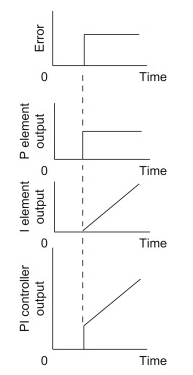 Error
0 Time
P element
output
0 Time
I element
output
0 Time
PI controller
output
0 Time